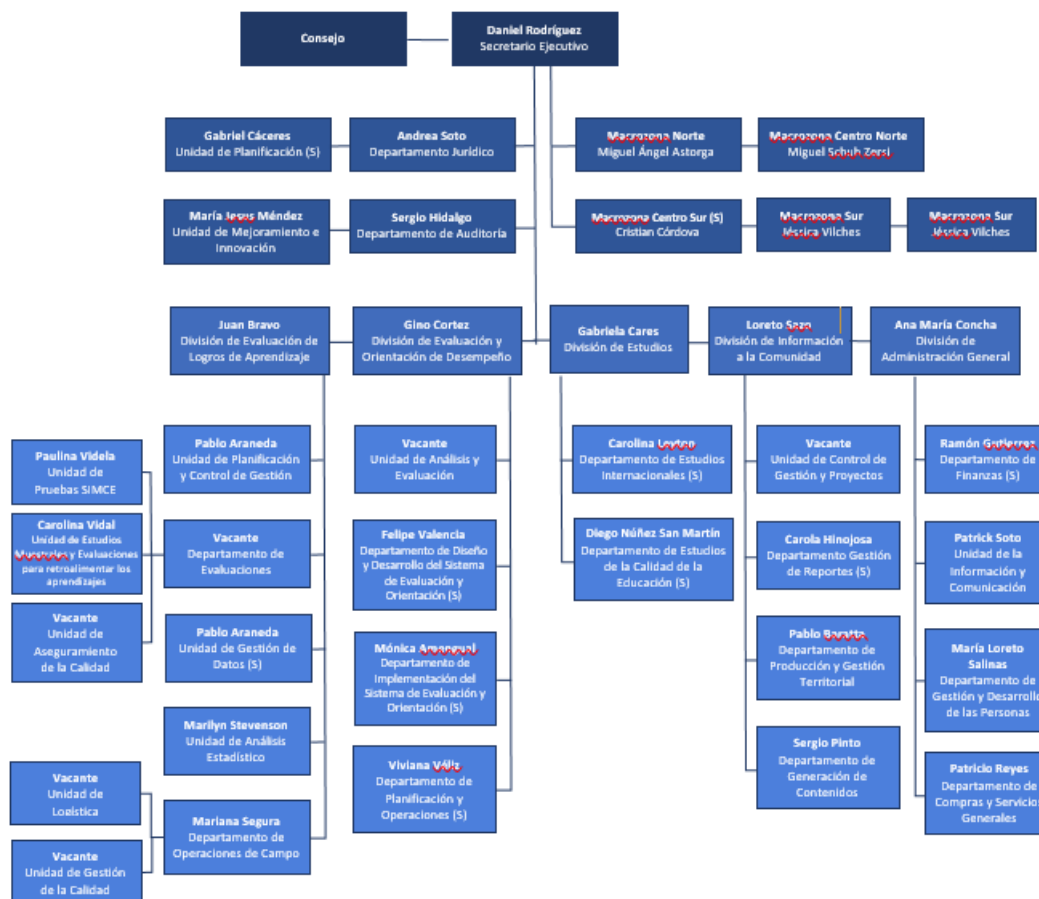 Consejo
Daniel Rodríguez
Secretario Ejecutivo
Gabriel Cáceres
Unidad de Planificación (S)
Andrea Soto
Departamento Jurídico
Macrozona Norte
Miguel Ángel Astorga
Macrozona Centro Norte
Miguel Schuh Zorsi
María Jesus Méndez
Unidad de Mejoramiento e
Innovación
Sergio Hidalgo
Departamento de Auditoría
Macrozona Centro Sur (S)
Cristian Córdova
Macrozona Sur
Jéssica Vilches
Macrozona Sur
Jéssica Vilches
Juan Bravo
División de Evaluación de
Logros de Aprendizaje
Gino Cortez
División de Evaluación y
Orientación de Desempeño
Gabriela Cares
División de Estudios
Loreto Sazo
División de Información
a la Comunidad
Ana María Concha
División de
Administración General
Paulina Videla
Unidad de
Pruebas SIMCE
Carolina Vidal
Unidad de Estudios
Muestrales y Evaluaciones
para retroalimentar los
aprendizajes
Vacante
Unidad de
Aseguramiento
de la Calidad
Vacante
Unidad de
Logística
Vacante
Unidad de Gestión
de la Calidad
Pablo Araneda
Unidad de Planificación
y Control de Gestión
Vacante
Departamento de
Evaluaciones
Pablo Araneda
Unidad de Gestión de
Datos (S)
Marilyn Stevenson
Unidad de Análisis
Estadístico
Mariana Segura
Departamento de
Operaciones de Campo
Vacante
Unidad de Análisis y
Evaluación
Felipe Valencia
Departamento de Diseño
y Desarrollo del Sistema
de Evaluación y
Orientación (S)
Mónica
Departamento de
Implementación del
Sistema de Evaluación y
Orientación (S)
Viviana Véliz
Departamento de
Planificación y
Operaciones (S)
Carolina Leyton
Departamento de Estudios
Internacionales (S)
Diego Núñez San Martín
Departamento de Estudios
de la Calidad de la
Educación (S)
Vacante
Unidad de Control de
Gestión y Proyectos
Carola Hinojosa
Departamento Gestión
de Reportes (S)
Pablo Baratta
Departamento de
Producción y Gestión
Territorial
Sergio Pinto
Departamento de
Generación de
Contenidos
Ramón Gutierrez
Departamento de
Finanzas (S)
Patrick Soto
Unidad de la
Información y
Comunicación
María Loreto
Salinas
Departamento de
Gestión y Desarrollo
de las Personas
Patricio Reyes
Departamento de
Compras y Servicios
Generales